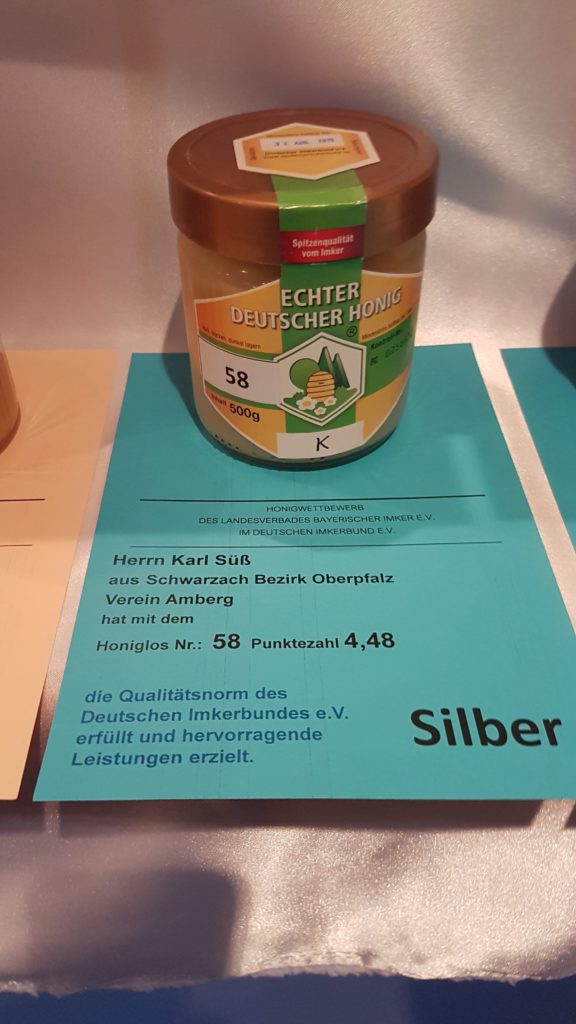 Spitzenqualität
vom Imker
ECHTER
DEUTSCHER HONIG
®
58
Inhalt 500g
Kontroll-Nr.
K
HONIGWETTBEWERB
DES LANDESVERBADES BAYERISCHER IMKER E.V.
IM DEUTSCHEN IMKERBUND E.V.
Herrn Karl Süß
aus Schwarzach Bezirk Oberpfalz
Verein Amberg
hat mit dem
Honiglos Nr.: 58 Punktezahl 4,48
die Qualitätsnorm des
Deutschen Imkerbundes e.V.
erfüllt und hervorragende
Leistungen erzielt.
Silber